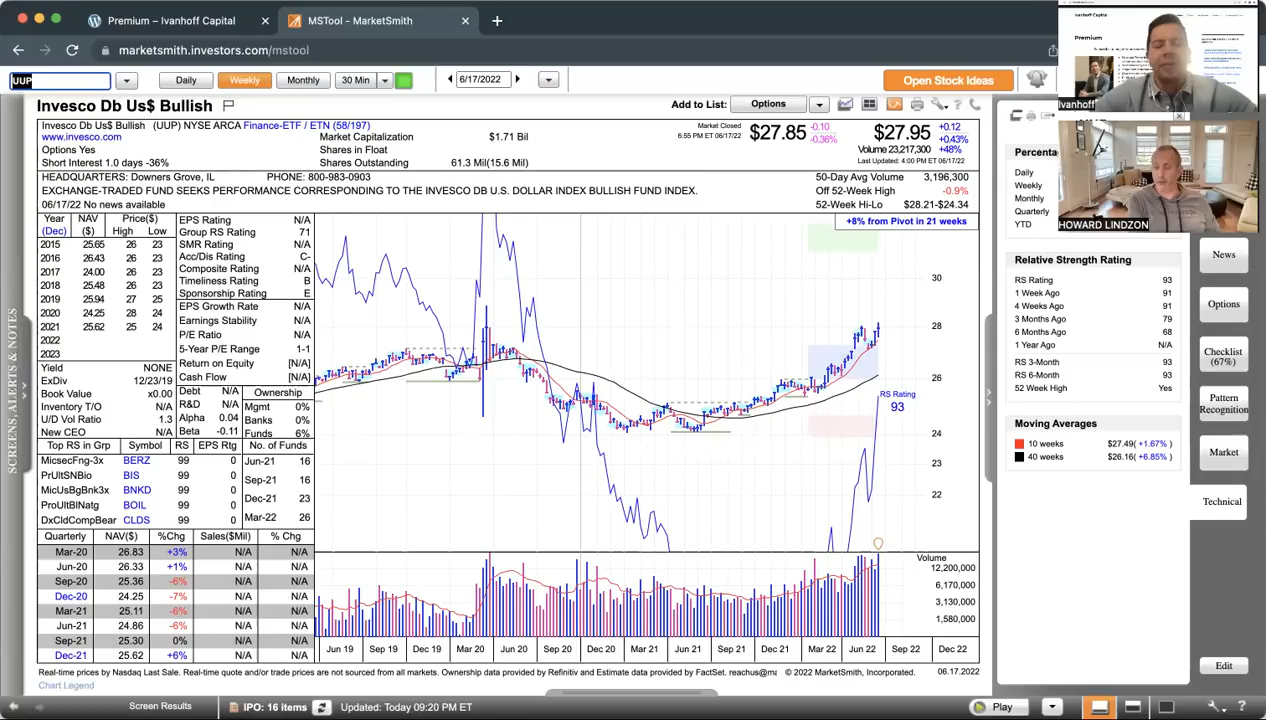 Premium – Ivanhoff Capital
MSTool - MarketSmith
marketsmith.investors.com/mstool
UUP
Daily
Weekly
Monthly
30 Min
6/17/2022
Open Stock Ideas
Invesco Db Us$ Bullish
Add to List:
Options
Invesco Db Us$ Bullish (UUP) NYSE ARCA Finance-ETF / ETN (58/197)
www.invesco.com
Options Yes
Short Interest 1.0 days -36%
Market Capitalization $1.71 Bil
Shares in Float
Shares Outstanding 61.3 Mil(15.6 Mil)
Market Closed
6:55 PM ET 06/17/22
$27.85 -0.10
-0.36%
$27.95 +0.12
+0.43%
Volume 23,217,300 +48%
Last Updated: 4:00 PM ET 06/17/22
HEADQUARTERS: Downers Grove, IL PHONE: 800-983-0903
EXCHANGE-TRADED FUND SEEKS PERFORMANCE CORRESPONDING TO THE INVESCO DB U.S. DOLLAR INDEX BULLISH FUND INDEX.
06/17/22 No news available
50-Day Avg Volume 3,196,300
Off 52-Week High -0.9%
52-Week Hi-Lo $28.21-$24.34
Year NAV Price($)
(Dec) ($) High Low
2015 25.65 26 23
2016 26.43 26 23
2017 24.00 26 23
2018 25.48 26 23
2019 25.94 27 25
2020 24.25 28 24
2021 25.62 25 24
2022
2023
Yield NONE
ExDiv 12/23/19
Book Value x0.00
Inventory T/O N/A
U/D Vol Ratio 1.3
New CEO N/A
EPS Rating N/A
Group RS Rating 71
SMR Rating N/A
Acc/Dis Rating C-
Composite Rating N/A
Timeliness Rating B
Sponsorship Rating E
EPS Growth Rate N/A
Earnings Stability N/A
P/E Ratio N/A
5-Year P/E Range 1-1
Return on Equity [N/A]
Cash Flow [N/A]
Debt N/A
R&D N/A
Alpha 0.04
Beta -0.11
Ownership
Mgmt 0%
Banks 0%
Funds 6%
Top RS in Grp Symbol RS EPS Rtg
MicsecFng-3x BERZ 99 0
PrUltSNBio BIS 99 0
MicUsBgBnk3x BNKD 99 0
ProUltBlNatg BOIL 99 0
DxCldCompBear CLDS 99 0
No. of Funds
Jun-21 16
Sep-21 16
Dec-21 23
Mar-22 26
Quarterly NAV($) %Chg Sales($Mil) % Chg
Mar-20 26.83 +3% N/A N/A
Jun-20 26.33 +1% N/A N/A
Sep-20 25.36 -6% N/A N/A
Dec-20 24.25 -7% N/A N/A
Mar-21 25.11 -6% N/A N/A
Jun-21 24.86 -6% N/A N/A
Sep-21 25.30 0% N/A N/A
Dec-21 25.62 +6% N/A N/A
+8% from Pivot in 21 weeks
30
28
26
24
23
22
RS Rating
93
Volume
12,200,000
6,170,000
3,130,000
1,580,000
Jun 19 Sep 19 Dec 19 Mar 20 Jun 20 Sep 20 Dec 20 Mar 21 Jun 21 Sep 21 Dec 21 Mar 22 Jun 22 Sep 22 Dec 22
Real-time prices by Nasdaq Last Sale. Real-time quote and/or trade prices are not sourced from all markets. Ownership data provided by Refinitiv and Estimate data provided by FactSet. reachus@ma © 2022 MarketSmith, Incorporated. 06.17.2022
Chart Legend
SCREENS, ALERTS & NOTES
Screen Results
IPO: 16 items
Updated: Today 09:20 PM ET
Play
Ivanhoff Capital
Premium
Ivanhoff
HOWARD LINDZON
Percenta
Daily
Weekly
Monthly
Quarterly
YTD
Relative Strength Rating
RS Rating 93
1 Week Ago 91
4 Weeks Ago 91
3 Months Ago 79
6 Months Ago 68
1 Year Ago N/A
RS 3-Month 93
RS 6-Month 93
52 Week High Yes
Moving Averages
10 weeks $27.49( +1.67% )
40 weeks $26.16( +6.85% )
News
Options
Checklist
(67%)
Pattern
Recognition
Market
Technical
Edit